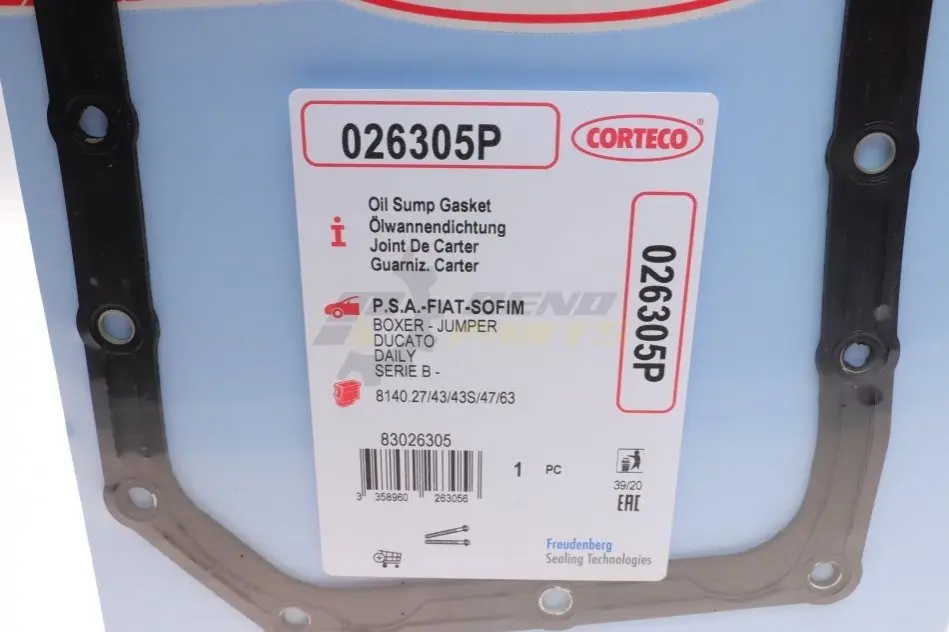 026305P
CORTECO®
Oil Sump Gasket
Ölwannendichtung
Joint De Carter
Guarniz. Carter
026305P
P.S.A.-FIAT-SOFIM
BOXER - JUMPER
DUCATO
DAILY
SERIE B -
8140.27/43/43S/47/63
83026305
3 358960 263056
1 PC
39/20
EAC
Freudenberg
Sealing Technologies